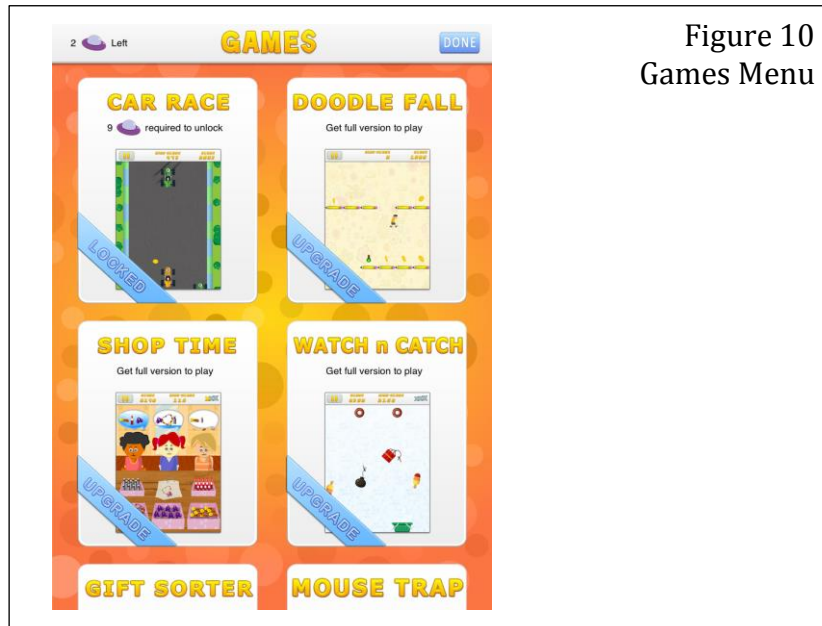 Figure 10
Games Menu
2 Left
GAMES
DONE
CAR RACE
9 required to unlock
LOCKED
DOODLE FALL
Get full version to play
UPGRADE
SHOP TIME
Get full version to play
UPGRADE
WATCH n CATCH
Get full version to play
UPGRADE
GIFT SORTER
MOUSE TRAP